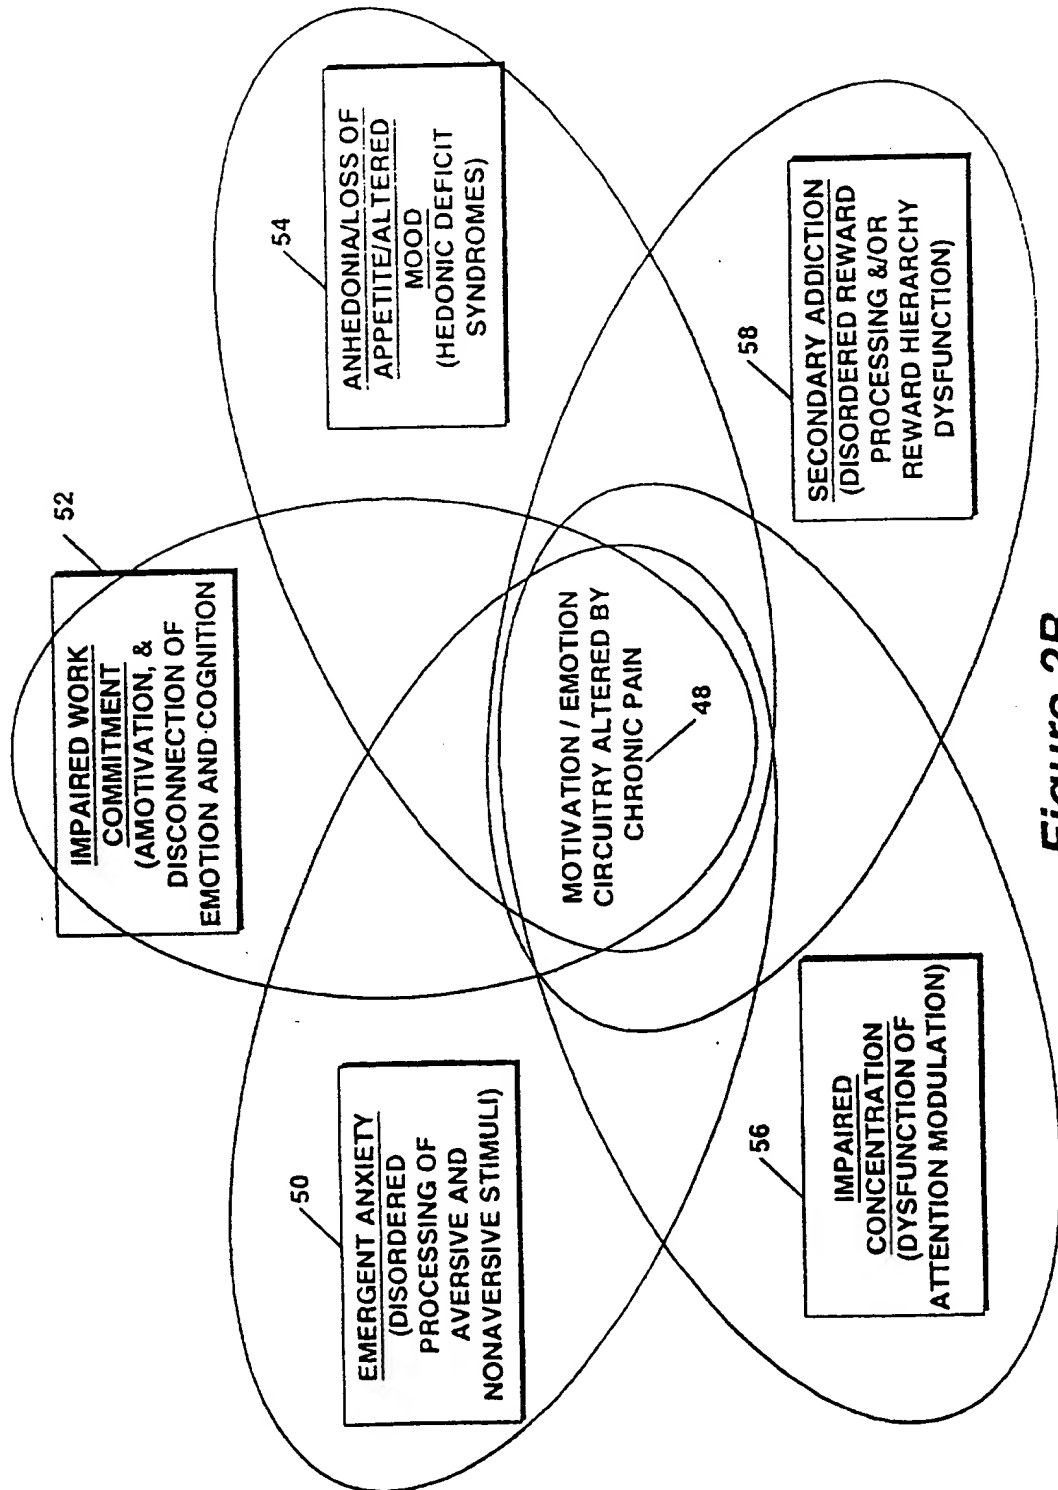 52
IMPAIRED WORK
COMMITMENT
(AMOTIVATION, &
DISCONNECTION OF
EMOTION AND COGNITION
50
EMERGENT ANXIETY
(DISORDERED
PROCESSING OF
AVERSIVE AND
NONAVERSIVE STIMULI)
54
ANHEDONIA/LOSS OF
APPETITE/ALTERED
MOOD
(HEDONIC DEFICIT
SYNDROMES)
MOTIVATION / EMOTION
CIRCUITRY ALTERED BY
CHRONIC PAIN
48
56
IMPAIRED
CONCENTRATION
(DYSFUNCTION OF
ATTENTION MODULATION)
58
SECONDARY ADDICTION
(DISORDERED REWARD
PROCESSING &/OR
REWARD HIERARCHY
DYSFUNCTION)
Figure 2B